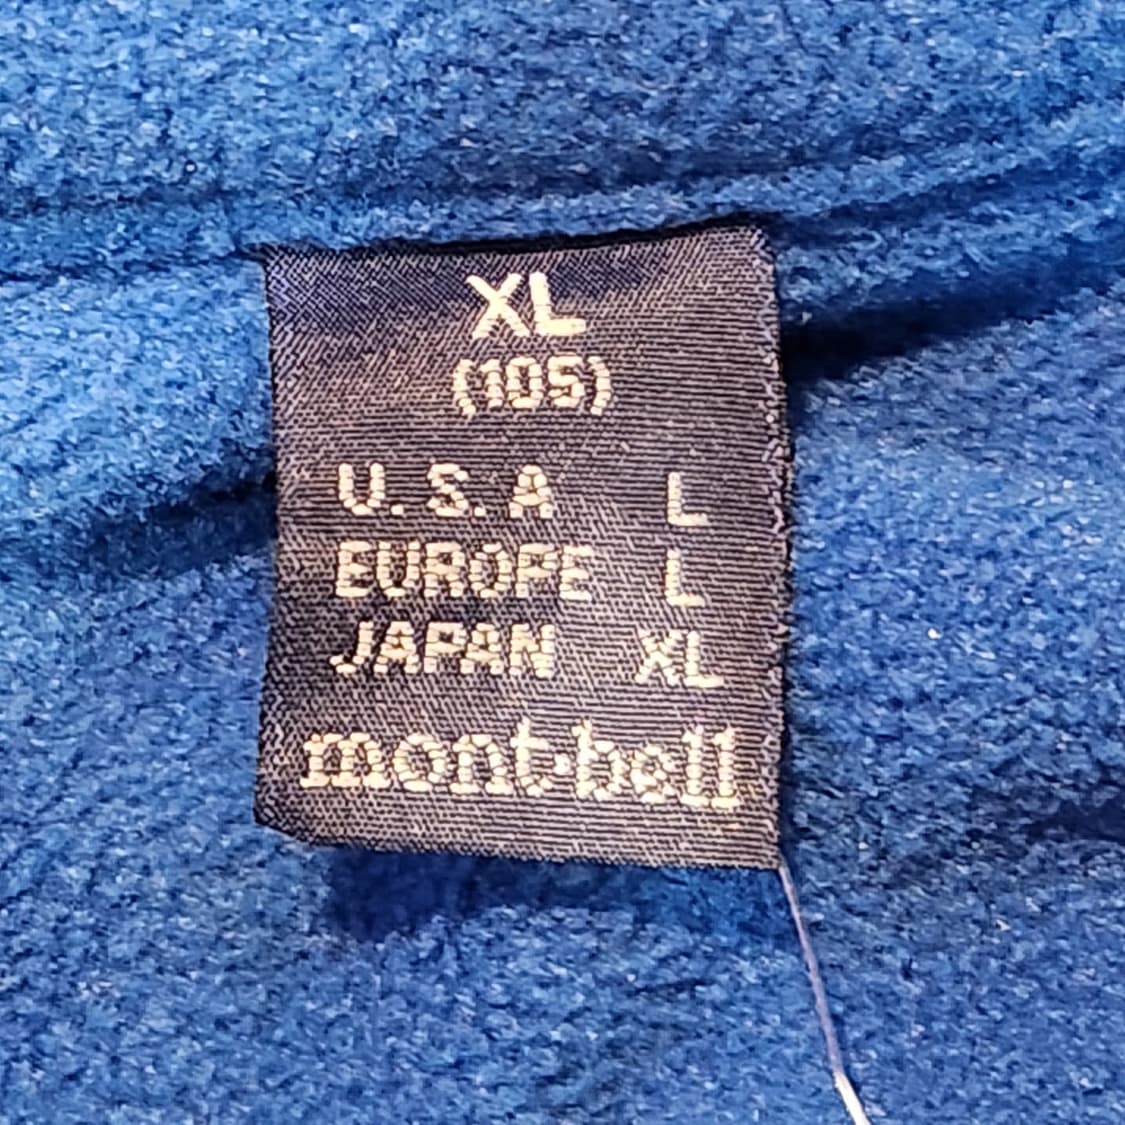 XL
(105)
U.S.A L
EUROPE L
JAPAN XL
mont·bell